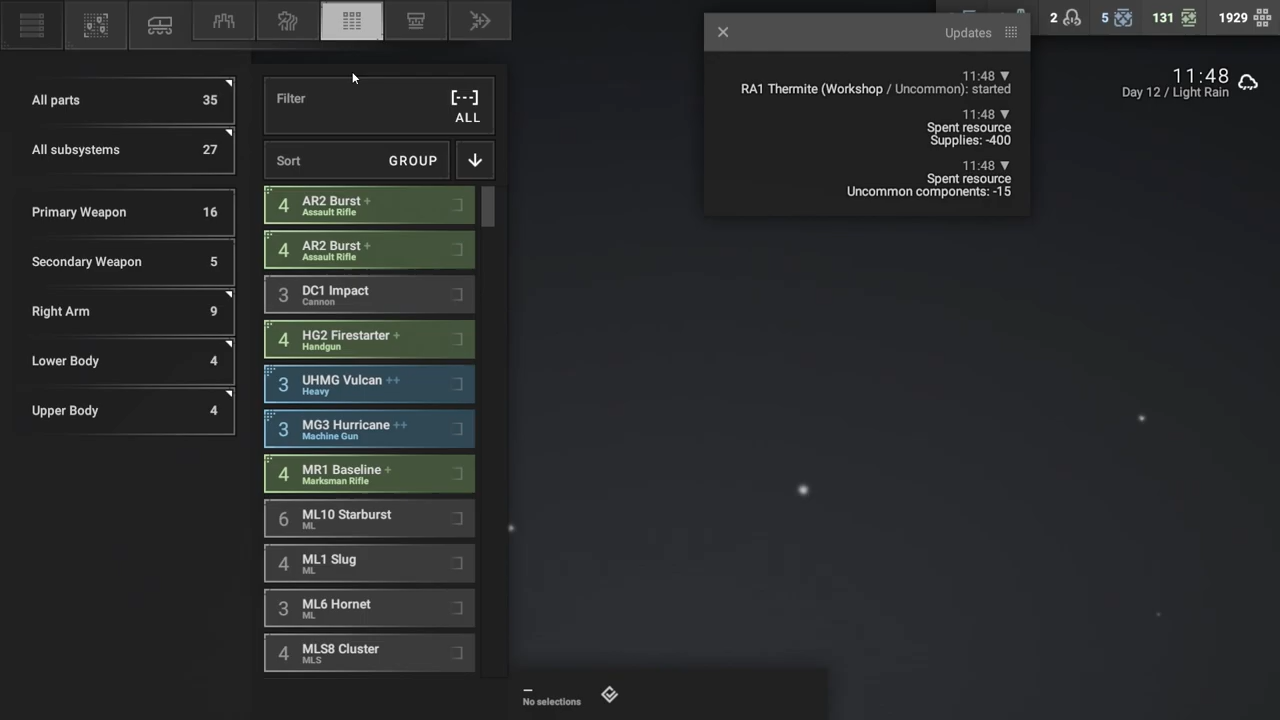 2
5
131
1929
Updates
11:48
RA1 Thermite (Workshop / Uncommon): started
11:48
Spent resource
Supplies: -400
11:48
Spent resource
Uncommon components: -15
11:48
Day 12 / Light Rain
All parts 35
All subsystems 27
Primary Weapon 16
Secondary Weapon 5
Right Arm 9
Lower Body 4
Upper Body 4
Filter
[---]
ALL
Sort GROUP
4 AR2 Burst +
Assault Rifle
4 AR2 Burst +
Assault Rifle
3 DC1 Impact
Cannon
4 HG2 Firestarter +
Handgun
3 UHMG Vulcan ++
Heavy
3 MG3 Hurricane ++
Machine Gun
4 MR1 Baseline +
Marksman Rifle
6 ML10 Starburst
ML
4 ML1 Slug
ML
3 ML6 Hornet
ML
4 MLS8 Cluster
MLS
–
No selections